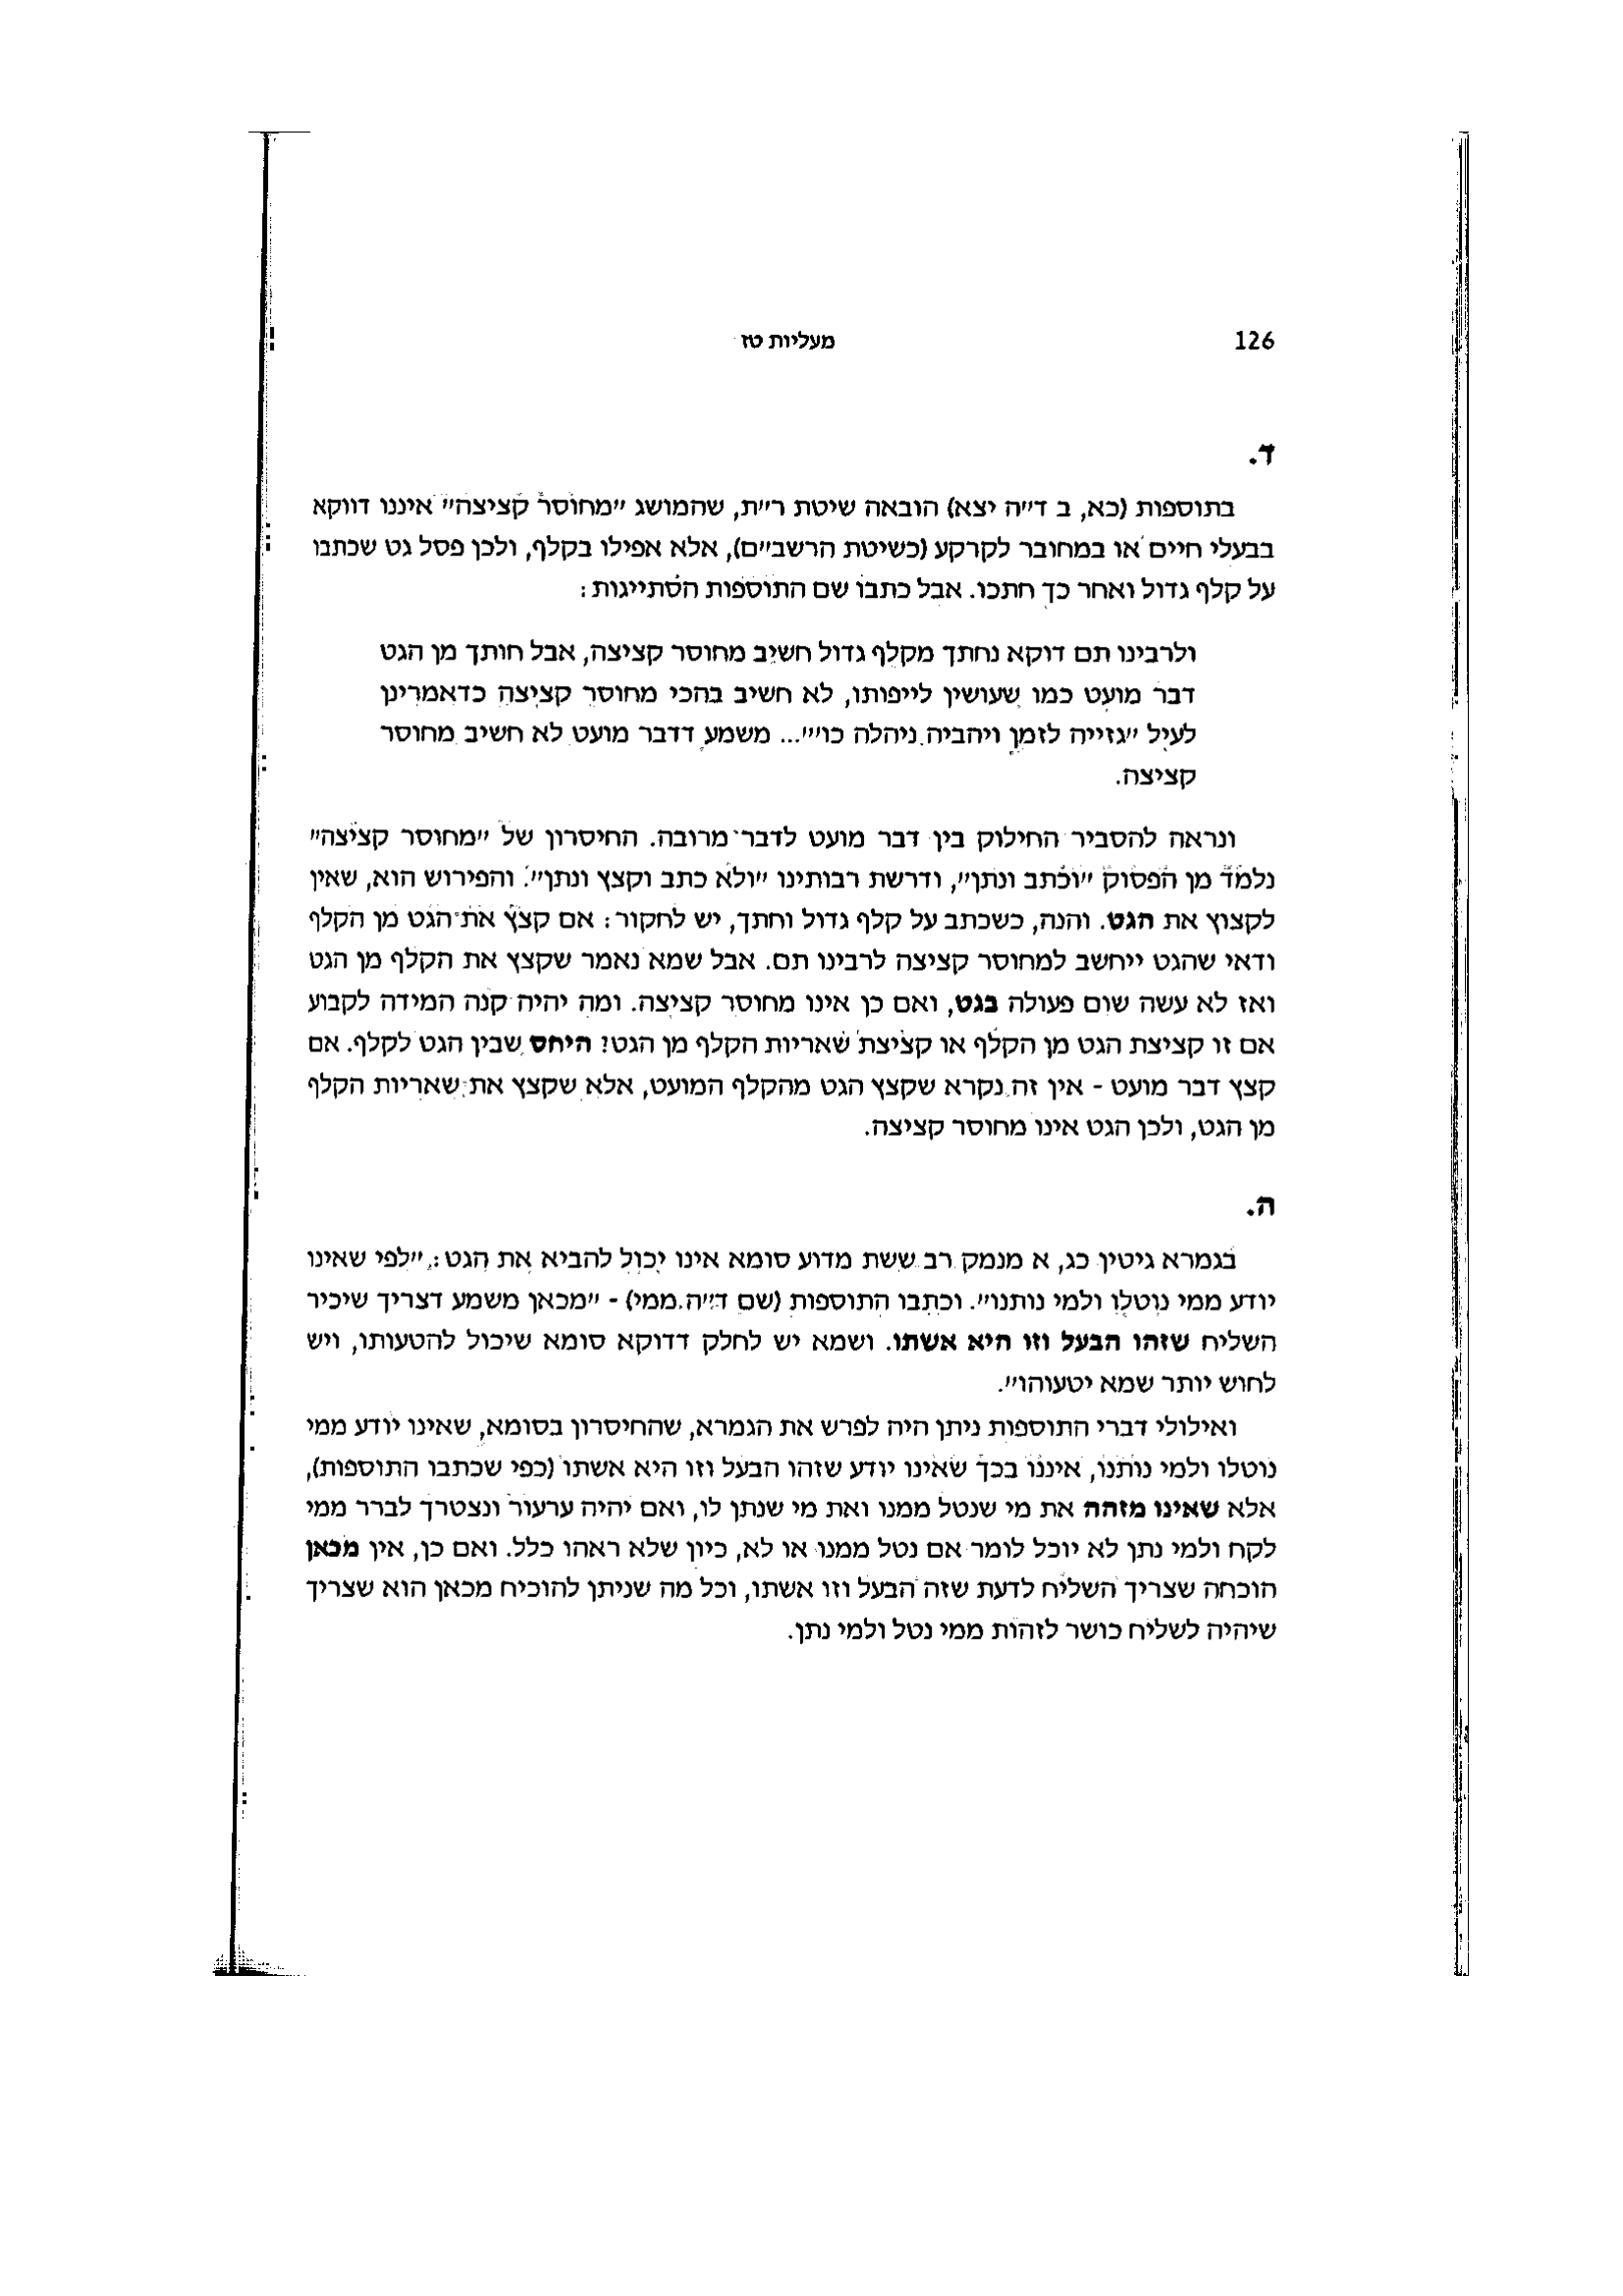 126
מעליות טז
ד.
בתוספות (כא, ב ד״ה יצא) הובאה שיטת ר״ת, שהמושג ״מחוסר קציצה״ איננו דווקא
בבעלי חיים או במחובר לקרקע (כשיטת הרשב״ם), אלא אפילו בקלף, ולכן פסל גט שכתבו
על קלף גדול ואחר כך חתכו. אבל כתבו שם התוספות הסתייגות:
ולרבינו תם דוקא נחתך מקלף גדול חשיב מחוסר קציצה, אבל חותך מן הגט
דבר מועט כמו שעושין לייפותו, לא חשיב בהכי מחוסר קציצה כדאמרינן
לעיל ״גזייה לזמן ויהביה ניהלה כו׳״... משמע דדבר מועט לא חשיב מחוסר
קציצה.
ונראה להסביר החילוק בין דבר מועט לדבר מרובה. החיסרון של ״מחוסר קציצה״
נלמד מן הפסוק ״וכתב ונתן״, ודרשת רבותינו ״ולא כתב וקצץ ונתן״. והפירוש הוא, שאין
לקצוץ את הגט. והנה, כשכתב על קלף גדול וחתך, יש לחקור: אם קצץ את הגט מן הקלף
ודאי שהגט ייחשב למחוסר קציצה לרבינו תם. אבל שמא נאמר שקצץ את הקלף מן הגט
ואז לא עשה שום פעולה בגט, ואם כן אינו מחוסר קציצה. ומה יהיה קנה המידה לקבוע
אם זו קציצת הגט מן הקלף או קציצת שאריות הקלף מן הגט? היחס שבין הגט לקלף. אם
קצץ דבר מועט - אין זה נקרא שקצץ הגט מהקלף המועט, אלא שקצץ את שאריות הקלף
מן הגט, ולכן הגט אינו מחוסר קציצה.
ה.
בגמרא גיטין כג, א מנמק רב ששת מדוע סומא אינו יכול להביא את הגט: ״לפי שאינו
יודע ממי נוטלו ולמי נותנו״. וכתבו התוספות (שם ד״ה ממי) - ״מכאן משמע דצריך שיכיר
השליח שזהו הבעל וזו היא אשתו. ושמא יש לחלק דדוקא סומא שיכול להטעותו, ויש
לחוש יותר שמא יטעוהו״.
ואילולי דברי התוספות ניתן היה לפרש את הגמרא, שהחיסרון בסומא, שאינו יודע ממי
נוטלו ולמי נותנו, איננו בכך שאינו יודע שזהו הבעל וזו היא אשתו (כפי שכתבו התוספות),
אלא שאינו מזהה את מי שנטל ממנו ואת מי שנתן לו, ואם יהיה ערעור ונצטרך לברר ממי
לקח ולמי נתן לא יוכל לומר אם נטל ממנו או לא, כיון שלא ראהו כלל. ואם כן, אין מכאן
הוכחה שצריך השליח לדעת שזה הבעל וזו אשתו, וכל מה שניתן להוכיח מכאן הוא שצריך
שיהיה לשליח כושר לזהות ממי נטל ולמי נתן.